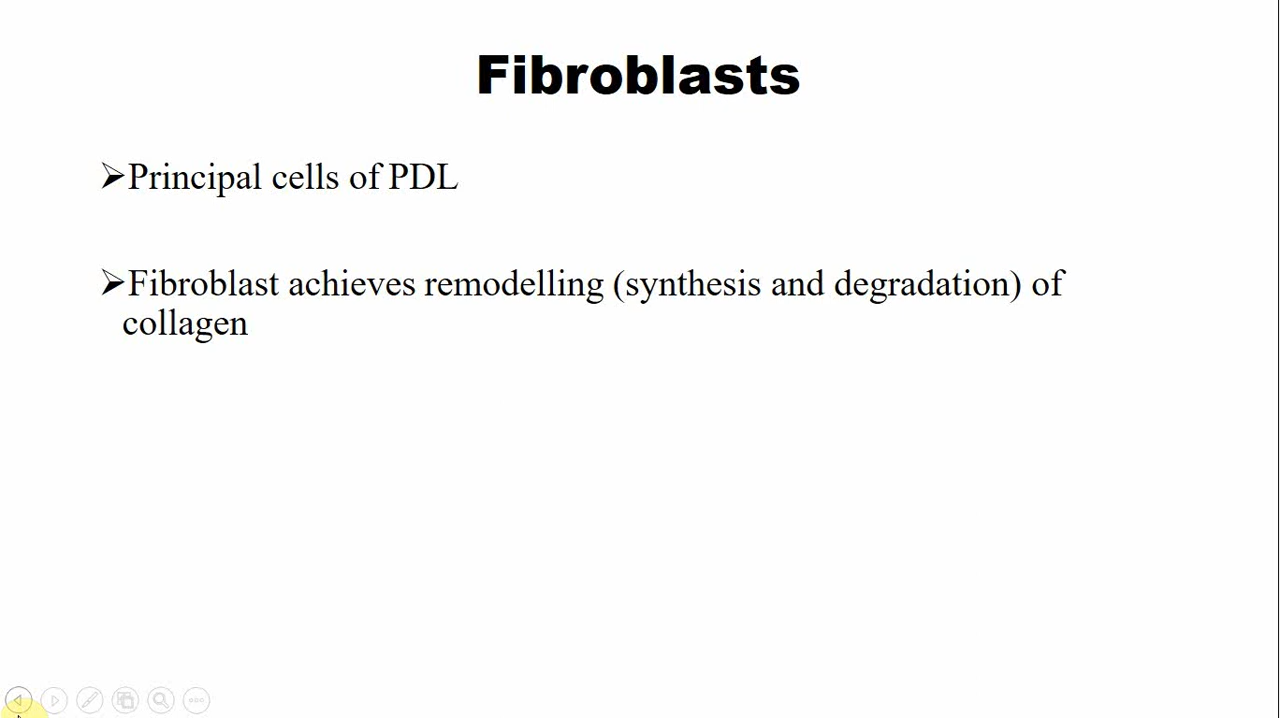 Fibroblasts
➢Principal cells of PDL
➢Fibroblast achieves remodelling (synthesis and degradation) of
collagen